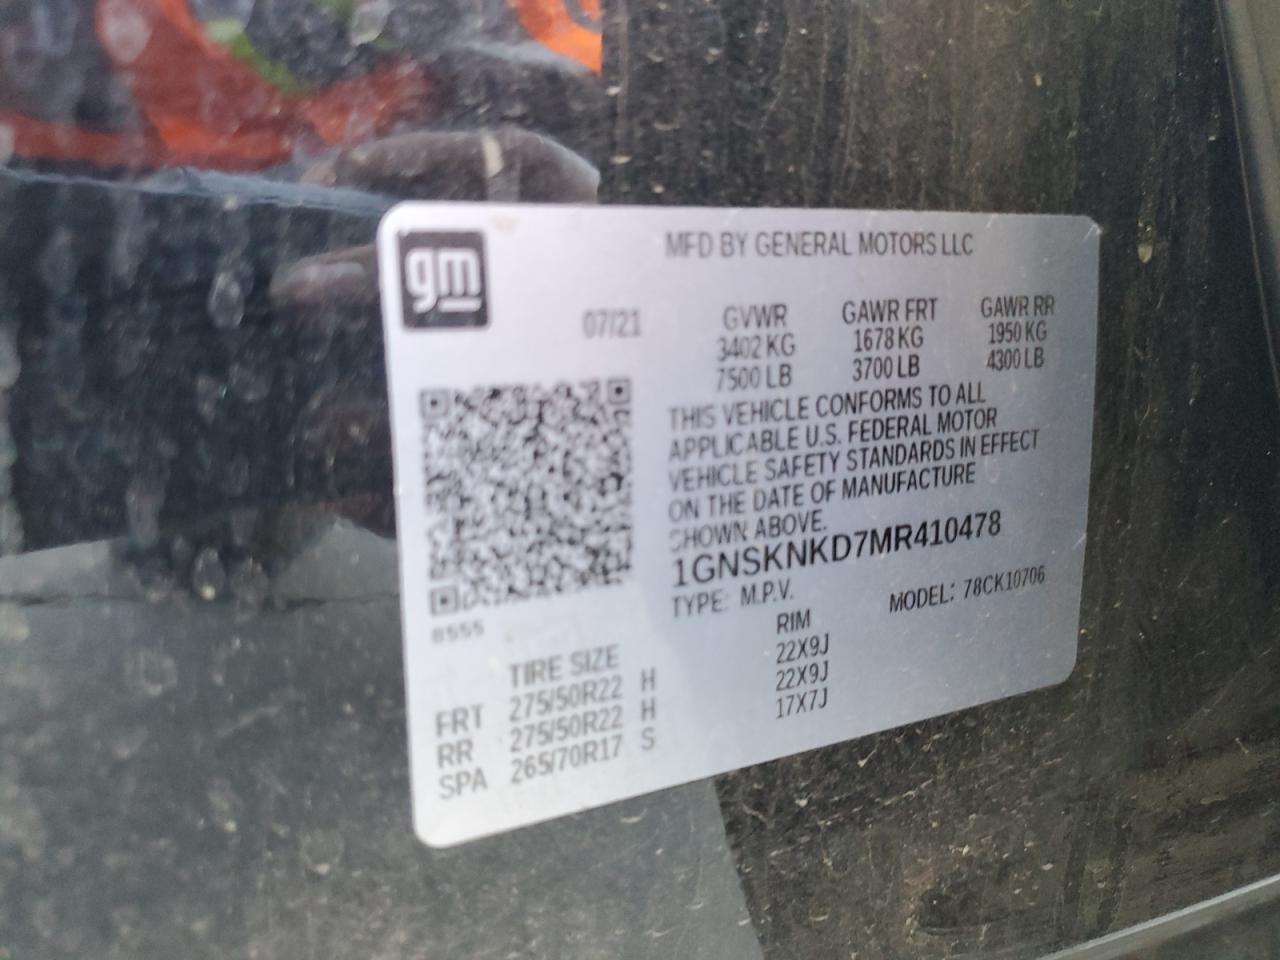 gm
MFD BY GENERAL MOTORS LLC
07/21
GVWR GAWR FRT GAWR RR
3402 KG 1678 KG 1950 KG
7500 LB 3700 LB 4300 LB
THIS VEHICLE CONFORMS TO ALL
APPLICABLE U.S. FEDERAL MOTOR
VEHICLE SAFETY STANDARDS IN EFFECT
ON THE DATE OF MANUFACTURE
SHOWN ABOVE.
1GNSKNKD7MR410478
TYPE: M.P.V. MODEL: 78CK10706
8555
TIRE SIZE RIM
FRT 275/50R22 H 22X9J
RR 275/50R22 H 22X9J
SPA 265/70R17 S 17X7J